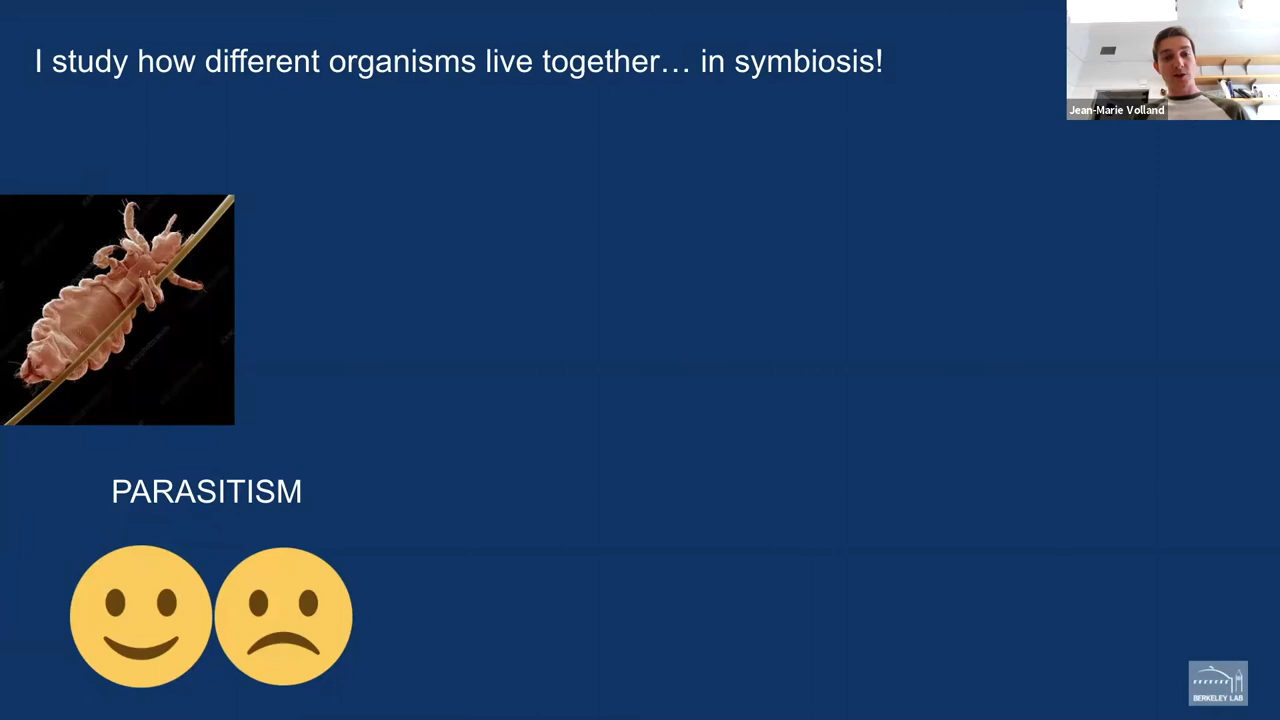 I study how different organisms live together… in symbiosis!
Jean-Marie Volland
PARASITISM
BERKELEY LAB